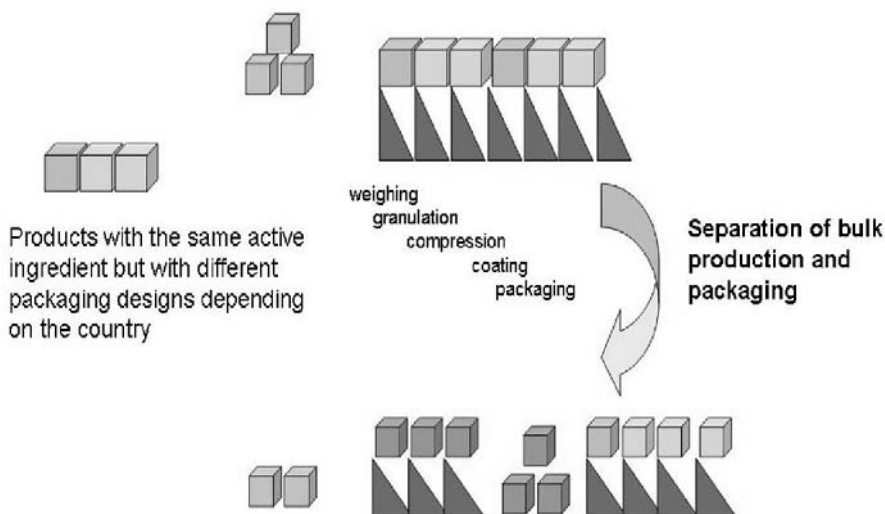 weighing
granulation
compression
coating
packaging
Products with the same active
ingredient but with different
packaging designs depending
on the country
Separation of bulk
production and
packaging